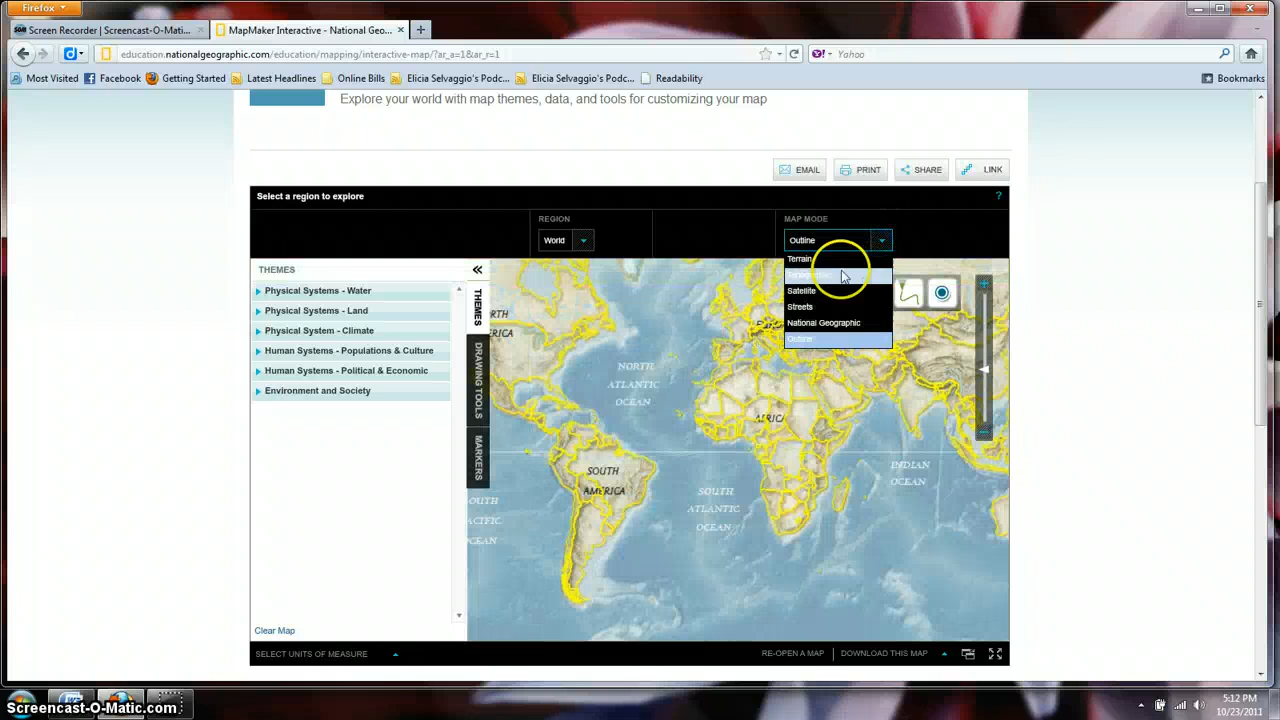 Firefox
Screen Recorder | Screencast-O-Mati...
MapMaker Interactive - National Geo...
education.nationalgeographic.com/education/mapping/interactive-map/?ar_a=1&ar_r=1
Yahoo
Most Visited
Facebook
Getting Started
Latest Headlines
Online Bills
Elicia Selvaggio's Podc...
Elicia Selvaggio's Podc...
Readability
Bookmarks
Explore your world with map themes, data, and tools for customizing your map
EMAIL
PRINT
SHARE
LINK
Select a region to explore
?
REGION
MAP MODE
World
Outline
Terrain
Satellite
Streets
National Geographic
Outline
THEMES
Physical Systems - Water
Physical Systems - Land
Physical System - Climate
Human Systems - Populations & Culture
Human Systems - Political & Economic
Environment and Society
THEMES
DRAWING TOOLS
MARKERS
NORTH
ATLANTIC
OCEAN
AFRICA
SOUTH
AMERICA
INDIAN
OCEAN
SOUTH
ATLANTIC
OCEAN
OUTH
ACIFIC
CEAN
Clear Map
SELECT UNITS OF MEASURE
RE-OPEN A MAP
DOWNLOAD THIS MAP
Screencast-O-Matic.com
5:12 PM
10/23/2011